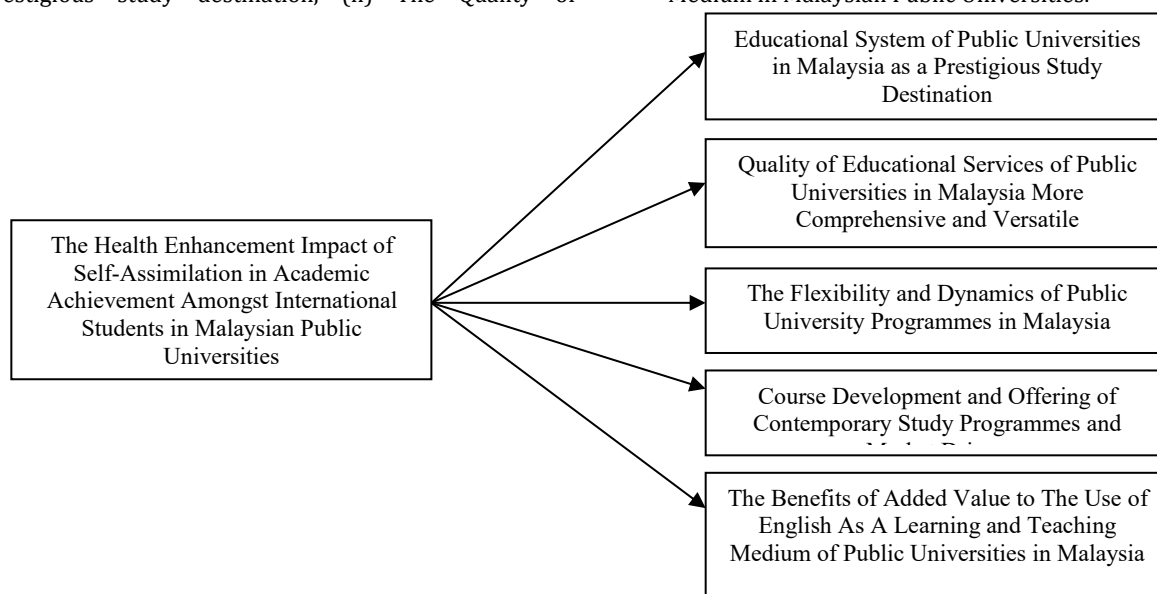 study destination, (ii) The Quality of
Medium in Malaysian Public Universities.
Educational System of Public Universities
in Malaysia as a Prestigious Study
Destination
Quality of Educational Services of Public
Universities in Malaysia More
Comprehensive and Versatile
The Health Enhancement Impact of
Self-Assimilation in Academic
Achievement Amongst International
Students in Malaysian Public
Universities
The Flexibility and Dynamics of Public
University Programmes in Malaysia
Course Development and Offering of
Contemporary Study Programmes and
The Benefits of Added Value to The Use of
English As A Learning and Teaching
Medium of Public Universities in Malaysia